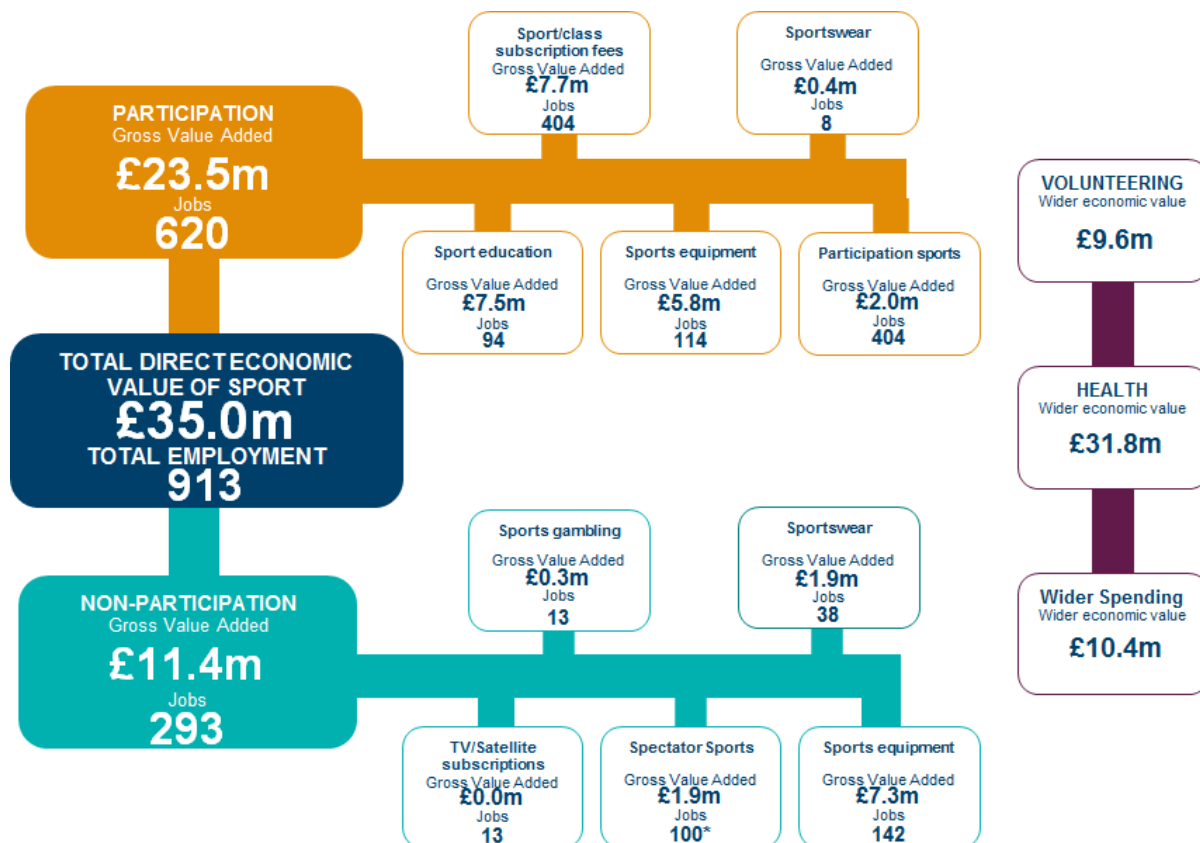 PARTICIPATION
Gross Value Added
£23.5m
Jobs
620
Sport/class
subscription fees
Gross Value Added
£7.7m
Jobs
404
Sportswear
Gross Value Added
£0.4m
Jobs
8
Sport education
Gross Value Added
£7.5m
Jobs
94
Sports equipment
Gross Value Added
£5.8m
Jobs
114
Participation sports
Gross Value Added
£2.0m
Jobs
404
TOTAL DIRECT ECONOMIC
VALUE OF SPORT
£35.0m
TOTAL EMPLOYMENT
913
NON-PARTICIPATION
Gross Value Added
£11.4m
Jobs
293
Sports gambling
Gross Value Added
£0.3m
Jobs
13
Sportswear
Gross Value Added
£1.9m
Jobs
38
TV/Satellite
subscriptions
Gross Value Added
£0.0m
Jobs
13
Spectator Sports
Gross Value Added
£1.9m
Jobs
100*
Sports equipment
Gross Value Added
£7.3m
Jobs
142
VOLUNTEERING
Wider economic value
£9.6m
HEALTH
Wider economic value
£31.8m
Wider Spending
Wider economic value
£10.4m